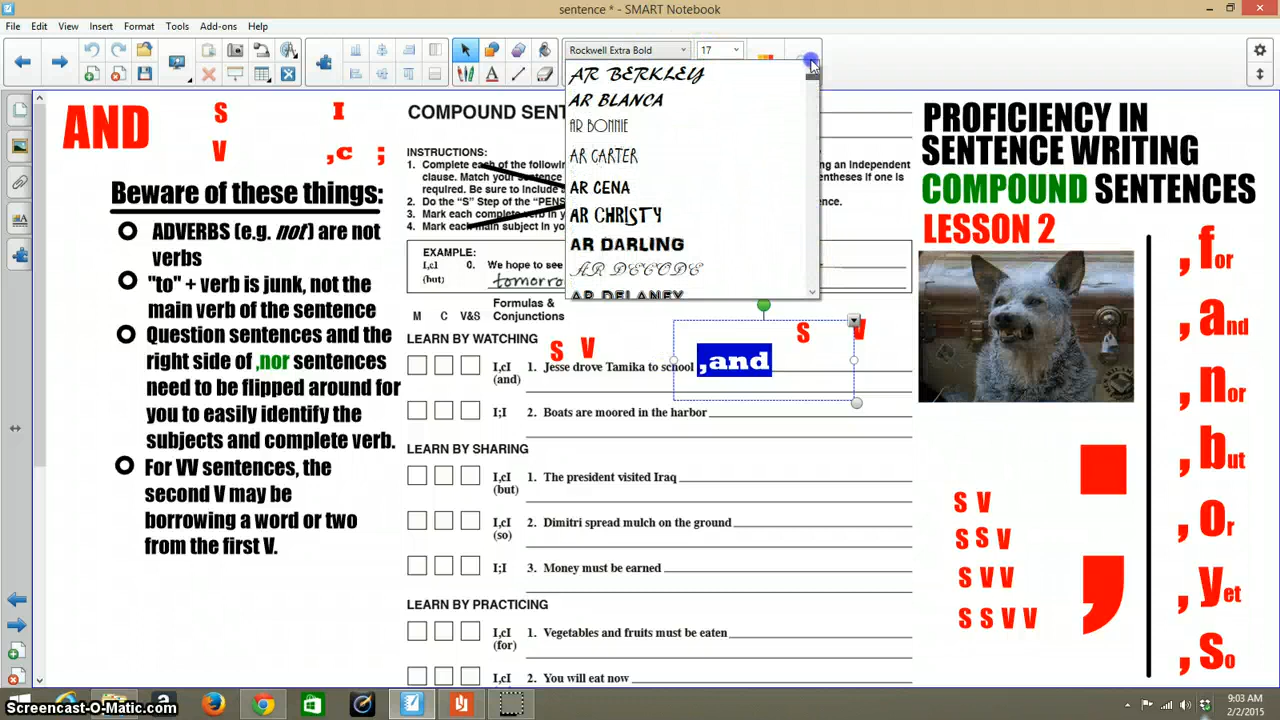 sentence * - SMART Notebook
File Edit View Insert Format Tools Add-ons Help
Rockwell Extra Bold 17
AR BERKLEY
AR BLANCA
AR BONNIE
AR CARTER
AR CENA
AR CHRISTY
AR DARLING
AR DECODE
AR DELANEY
AND
S I
V ,c ;
Beware of these things:
ADVERBS (e.g. not) are not
verbs
"to" + verb is junk, not the
main verb of the sentence
Question sentences and the
right side of ,nor sentences
need to be flipped around for
you to easily identify the
subjects and complete verb.
For VV sentences, the
second V may be
borrowing a word or two
from the first V.
COMPOUND SENT
INSTRUCTIONS:
1. Complete each of the followin ng an Independent
clause. Match your sentence entheses if one is
required. Be sure to include
2. Do the "S" Step of the "PENS ence.
3. Mark each complete verb in y
4. Mark each main subject in yo
EXAMPLE:
I,cI 0. We hope to see
(but) tomorro
Formulas &
M C V&S Conjunctions
LEARN BY WATCHING
S V S V
I,cI 1. Jesse drove Tamika to school ,and
(and)
I;I 2. Boats are moored in the harbor
LEARN BY SHARING
I,cI 1. The president visited Iraq
(but)
I,cI 2. Dimitri spread mulch on the ground
(so)
I;I 3. Money must be earned
LEARN BY PRACTICING
I,cI 1. Vegetables and fruits must be eaten
(for)
I,cI 2. You will eat now
PROFICIENCY IN
SENTENCE WRITING
COMPOUND SENTENCES
LESSON 2
S V
S S V
S V V
S S V V
.
,
, for
, and
, nor
, but
, or
, yet
, so
Screencast-O-Matic.com
9:03 AM
2/2/2015